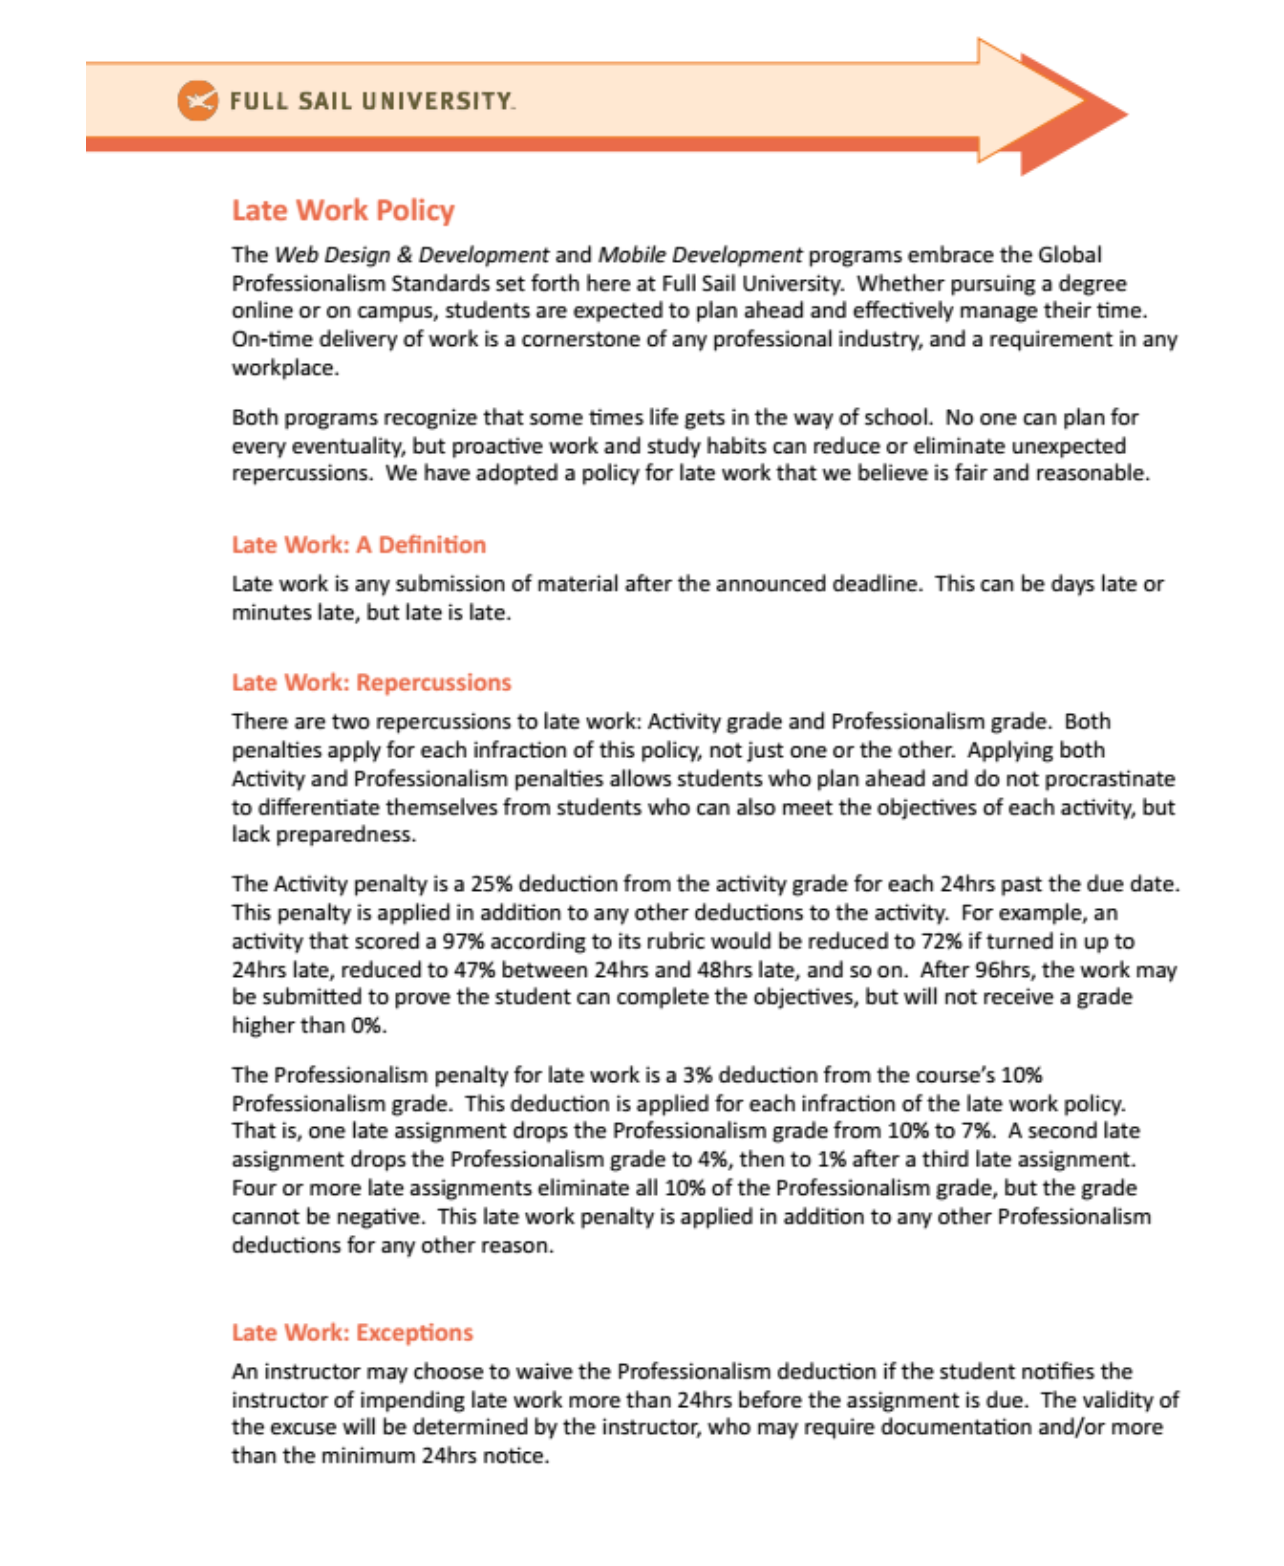 FULL SAIL UNIVERSITY.
Late Work Policy
The Web Design & Development and Mobile Development programs embrace the Global
Professionalism Standards set forth here at Full Sail University.  Whether pursuing a degree
online or on campus, students are expected to plan ahead and effectively manage their time.
On-time delivery of work is a cornerstone of any professional industry, and a requirement in any
workplace.
Both programs recognize that some times life gets in the way of school.  No one can plan for
every eventuality, but proactive work and study habits can reduce or eliminate unexpected
repercussions.  We have adopted a policy for late work that we believe is fair and reasonable.
Late Work: A Definition
Late work is any submission of material after the announced deadline.  This can be days late or
minutes late, but late is late.
Late Work: Repercussions
There are two repercussions to late work: Activity grade and Professionalism grade.  Both
penalties apply for each infraction of this policy, not just one or the other.  Applying both
Activity and Professionalism penalties allows students who plan ahead and do not procrastinate
to differentiate themselves from students who can also meet the objectives of each activity, but
lack preparedness.
The Activity penalty is a 25% deduction from the activity grade for each 24hrs past the due date.
This penalty is applied in addition to any other deductions to the activity.  For example, an
activity that scored a 97% according to its rubric would be reduced to 72% if turned in up to
24hrs late, reduced to 47% between 24hrs and 48hrs late, and so on.  After 96hrs, the work may
be submitted to prove the student can complete the objectives, but will not receive a grade
higher than 0%.
The Professionalism penalty for late work is a 3% deduction from the course’s 10%
Professionalism grade.  This deduction is applied for each infraction of the late work policy.
That is, one late assignment drops the Professionalism grade from 10% to 7%.  A second late
assignment drops the Professionalism grade to 4%, then to 1% after a third late assignment.
Four or more late assignments eliminate all 10% of the Professionalism grade, but the grade
cannot be negative.  This late work penalty is applied in addition to any other Professionalism
deductions for any other reason.
Late Work: Exceptions
An instructor may choose to waive the Professionalism deduction if the student notifies the
instructor of impending late work more than 24hrs before the assignment is due.  The validity of
the excuse will be determined by the instructor, who may require documentation and/or more
than the minimum 24hrs notice.